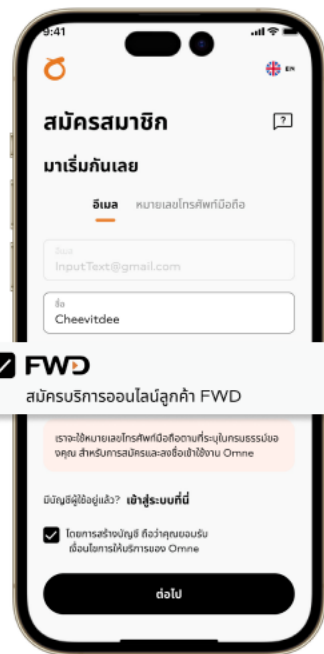 9:41
EN
สมัครสมาชิก
?
มาเริ่มกันเลย
อีเมล หมายเลขโทรศัพท์มือถือ
อีเมล
InputText@gmail.com
ชื่อ
Cheevitdee
FWD
สมัครบริการออนไลน์ลูกค้า FWD
เราจะใช้หมายเลขโทรศัพท์มือถือตามที่ระบุในกรมธรรม์ขอ
งคุณ สำหรับการสมัครและลงชื่อเข้าใช้งาน Omne
มีบัญชีผู้ใช้อยู่แล้ว? เข้าสู่ระบบที่นี่
โดยการสร้างบัญชี ถือว่าคุณยอมรับ
เงื่อนไขการให้บริการของ Omne
ต่อไป